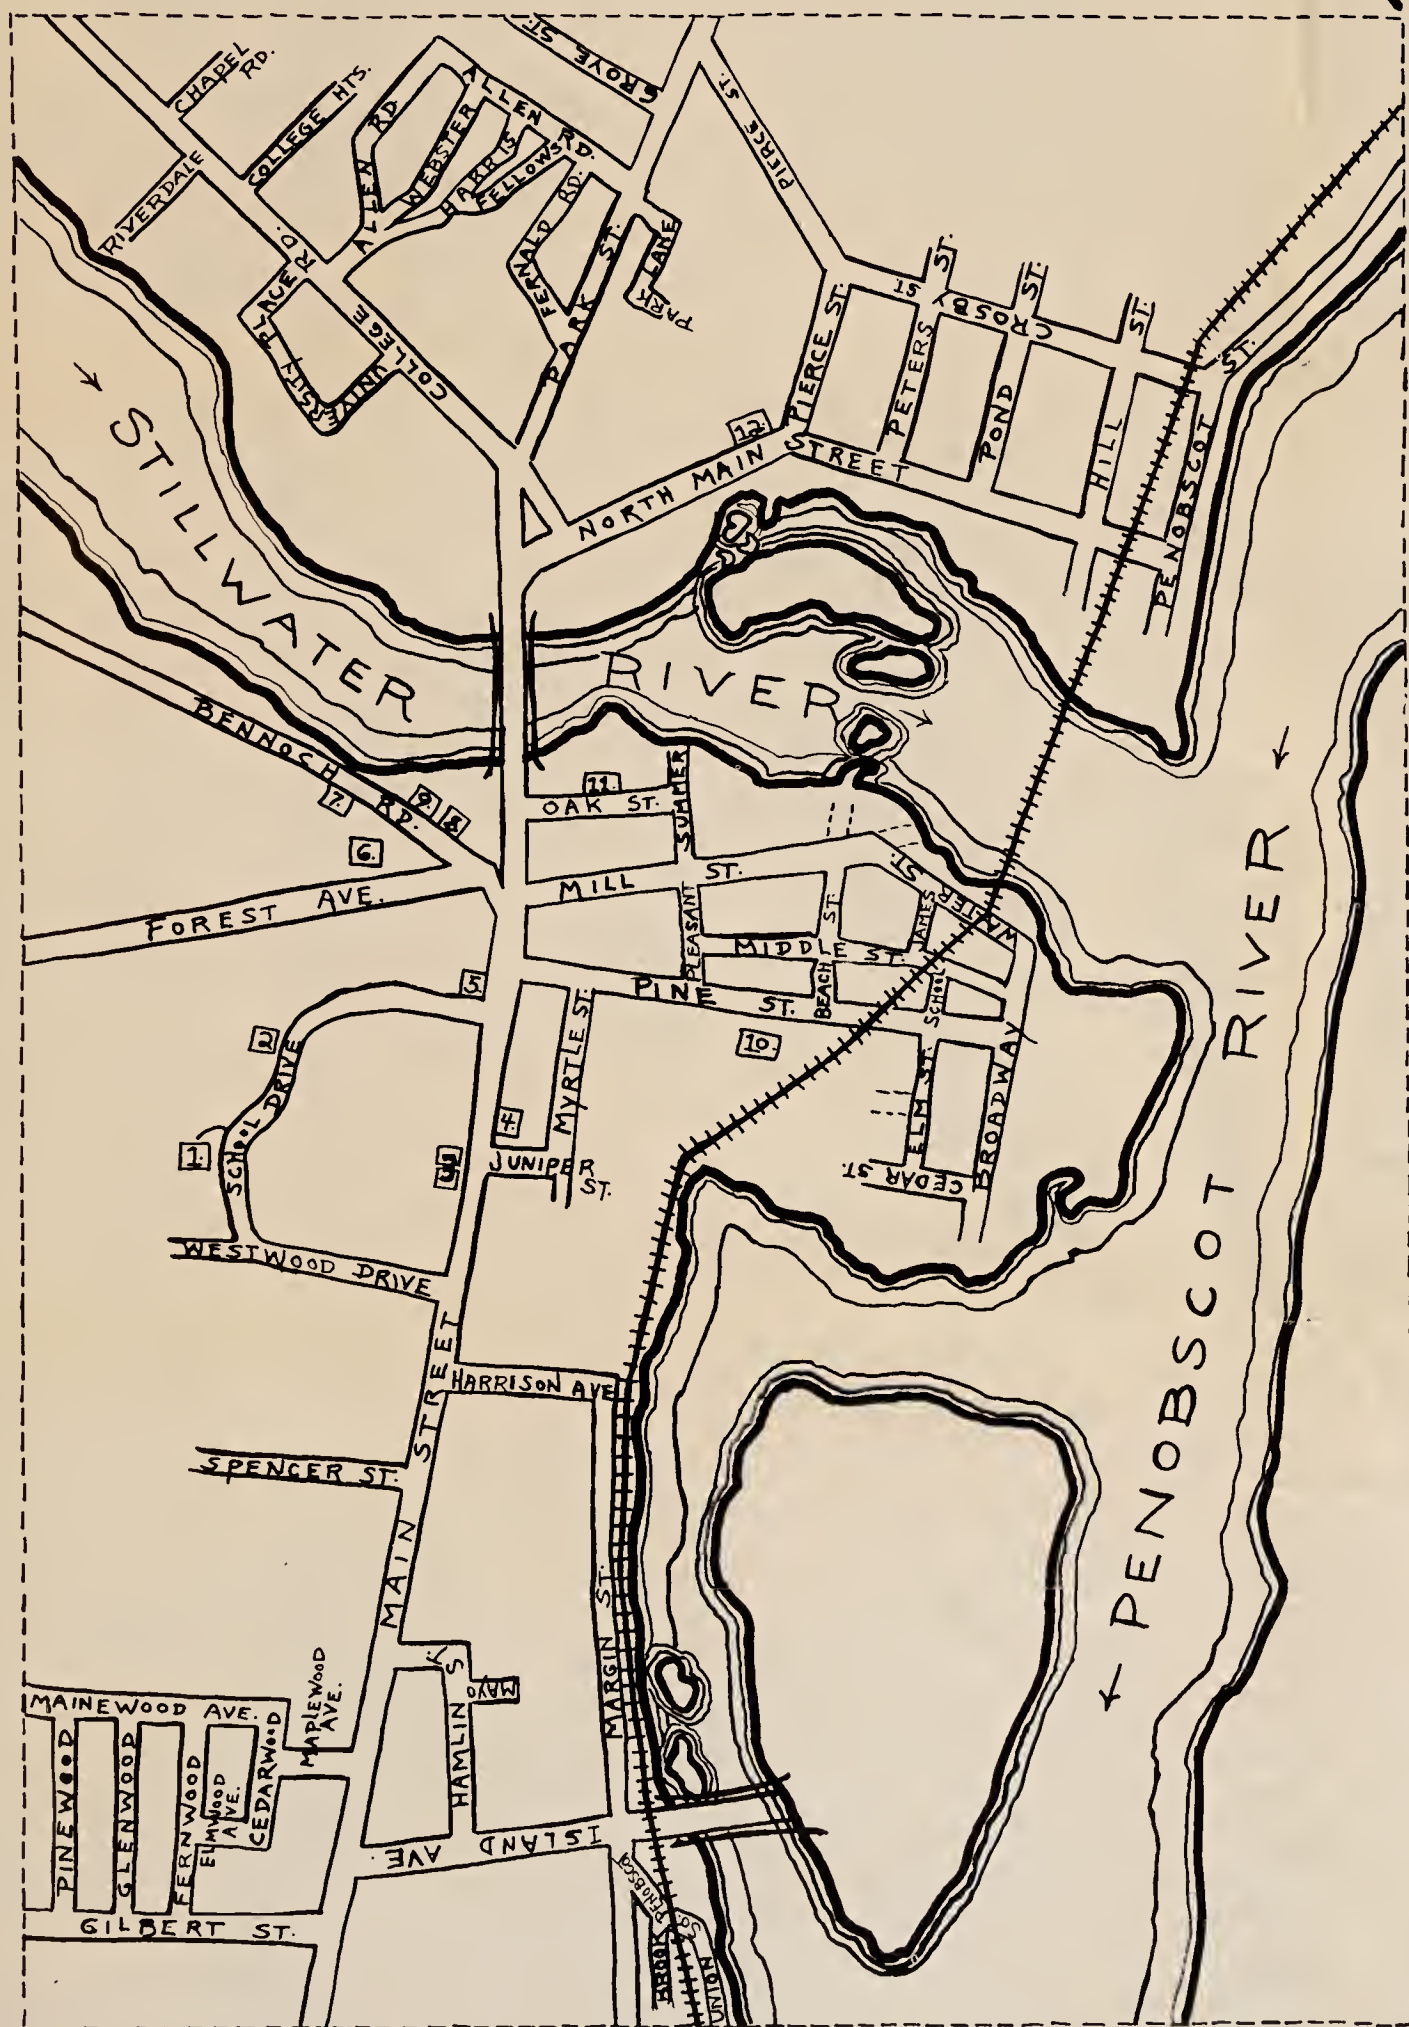 GROVE ST.
CHAPEL RD.
COLLEGE HTS.
ALLEN RD.
ALLEN RD
ALLEN
WEBSTER
HARRIS
FELLOWS
PIERCE ST.
RIVERDALE
FERNALD RD.
PARK ST.
PARK LANE
COLLEGE RD.
UNIVERSITY PLACE
UNIVERSITY
CROSBY ST.
ST.
ST.
ST.
ST.
PIERCE ST.
PETERS
POND
HILL
PENOBSCOT
12.
NORTH MAIN STREET
STILLWATER RIVER
BENNOCH RD.
7.
9.
8
6.
11.
OAK ST.
SUMMER
MILL ST.
WATER ST.
FOREST AVE.
PLEASANT
MIDDLE ST.
BEACH ST.
JAMES
SCHOOL
PINE ST.
5.
2
10.
MYRTLE ST.
ELM ST.
BROADWAY
SCHOOL DRIVE
1.
3
4
JUNIPER ST.
CEDAR ST.
WESTWOOD DRIVE
HARRISON AVE
SPENCER ST.
MAIN STREET
MARGIN ST.
PENOBSCOT RIVER
MAINEWOOD AVE.
MAPLEWOOD AVE.
HAMLIN
MAYO
PINEWOOD
GLENWOOD
FERNWOOD
ELMWOOD AVE.
CEDARWOOD
ISLAND AVE.
GILBERT ST.
BROOK
UNION